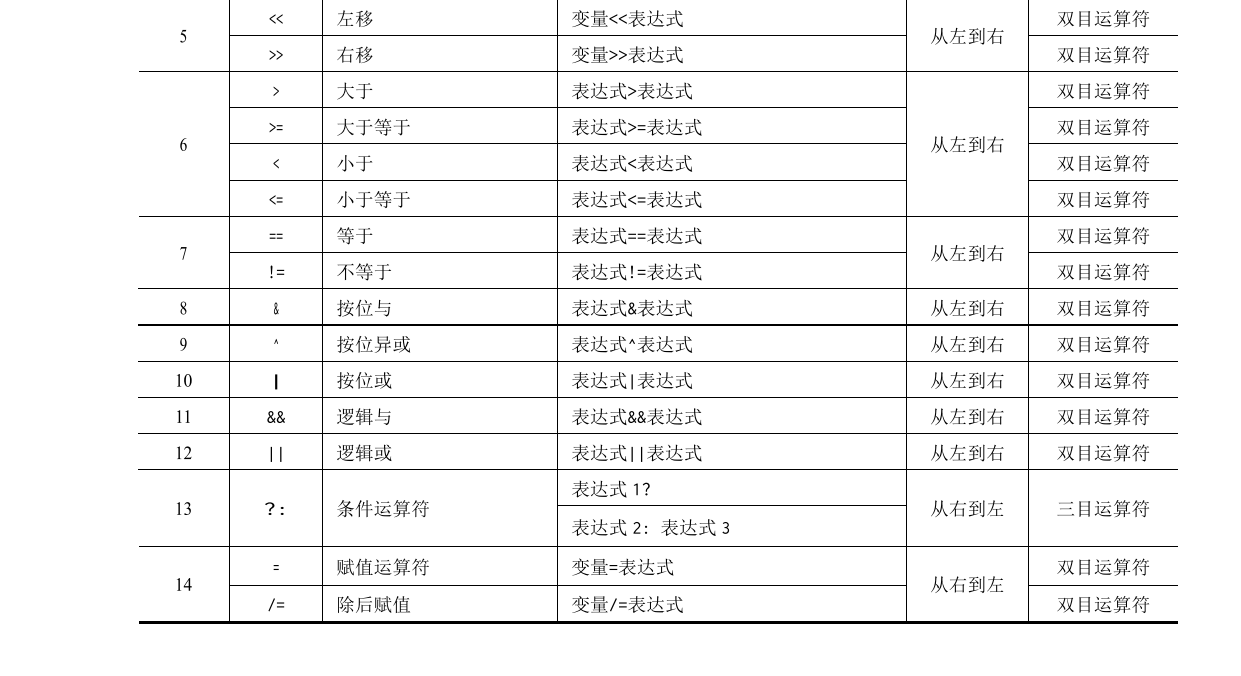 5 << 左移 变量<<表达式 从左到右 双目运算符
>> 右移 变量>>表达式 双目运算符
6 > 大于 表达式>表达式 从左到右 双目运算符
>= 大于等于 表达式>=表达式 双目运算符
< 小于 表达式<表达式 双目运算符
<= 小于等于 表达式<=表达式 双目运算符
7 == 等于 表达式==表达式 从左到右 双目运算符
!= 不等于 表达式!=表达式 双目运算符
8 & 按位与 表达式&表达式 从左到右 双目运算符
9 ^ 按位异或 表达式^表达式 从左到右 双目运算符
10 | 按位或 表达式|表达式 从左到右 双目运算符
11 && 逻辑与 表达式&&表达式 从左到右 双目运算符
12 || 逻辑或 表达式||表达式 从左到右 双目运算符
13 ?: 条件运算符 表达式 1? 从右到左 三目运算符
表达式 2: 表达式 3
14 = 赋值运算符 变量=表达式 从右到左 双目运算符
/= 除后赋值 变量/=表达式 双目运算符